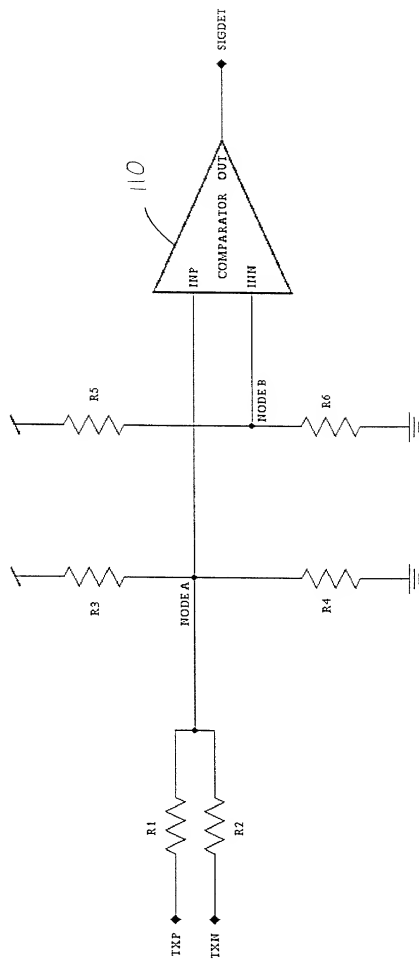 TXP
TXN
R1
R2
R3
NODE A
R4
R5
NODE B
R6
110
INP
INN
COMPARATOR
OUT
SIGDET